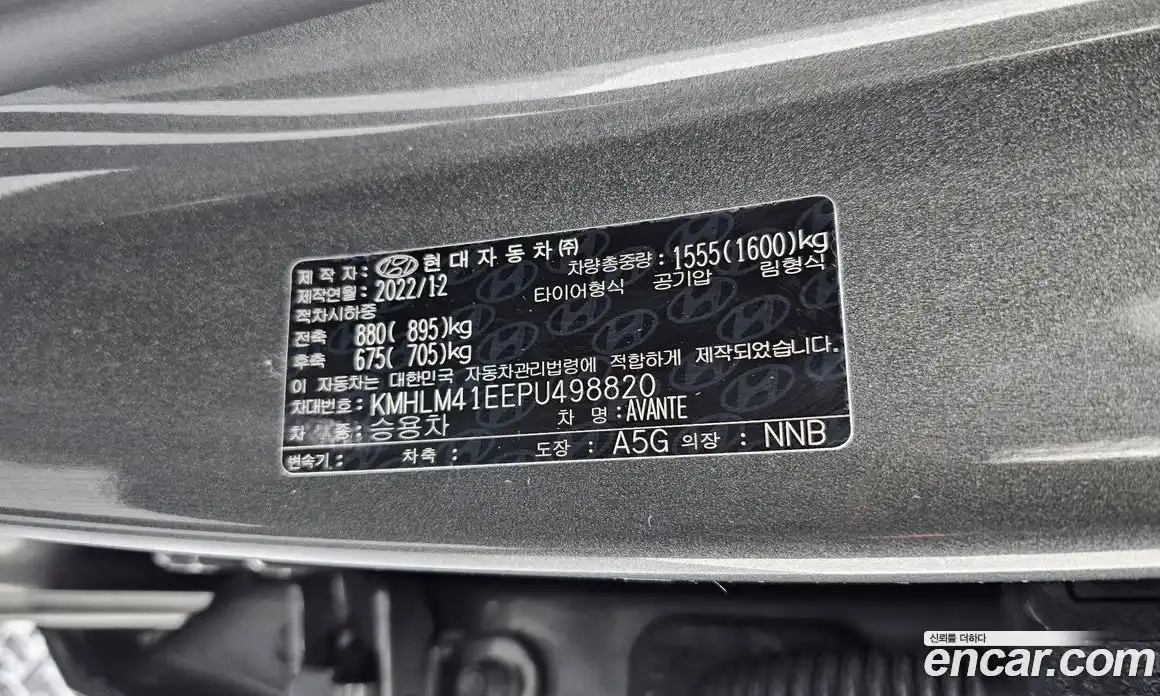 제 작 자 : 현대자동차(주) 차량총중량 : 1555(1600)kg
제작연월 : 2022/12 타이어형식 공기압 림형식
적차시하중
전축 880( 895)kg
후축 675( 705)kg
이 자동차는 대한민국 자동차관리법령에 적합하게 제작되었습니다.
차대번호 : KMHLM41EEPU498820
차 종 : 승용차 차 명 : AVANTE
변속기 : 차축 : 도장 : A5G 의장 : NNB
신뢰를 더하다
encar.com